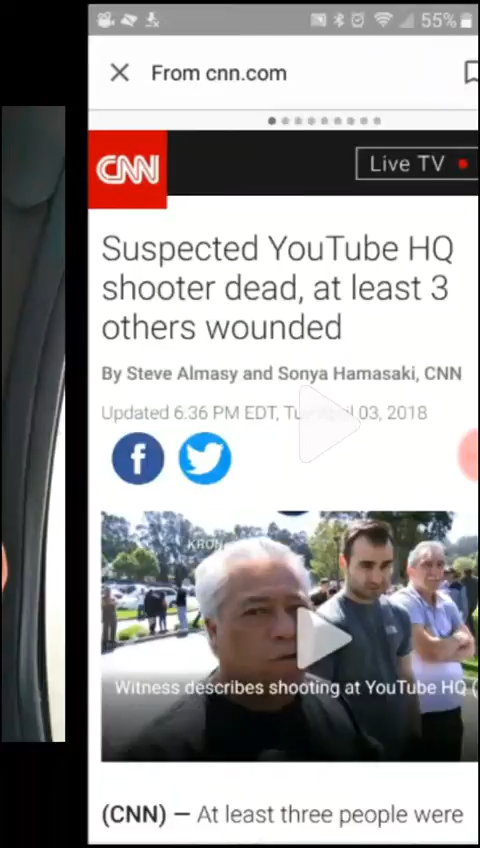 55%
From cnn.com
CNN
Live TV
Suspected YouTube HQ
shooter dead, at least 3
others wounded
By Steve Almasy and Sonya Hamasaki, CNN
Updated 6:36 PM EDT, Tue April 03, 2018
KRON
Witness describes shooting at YouTube HQ (
(CNN) — At least three people were